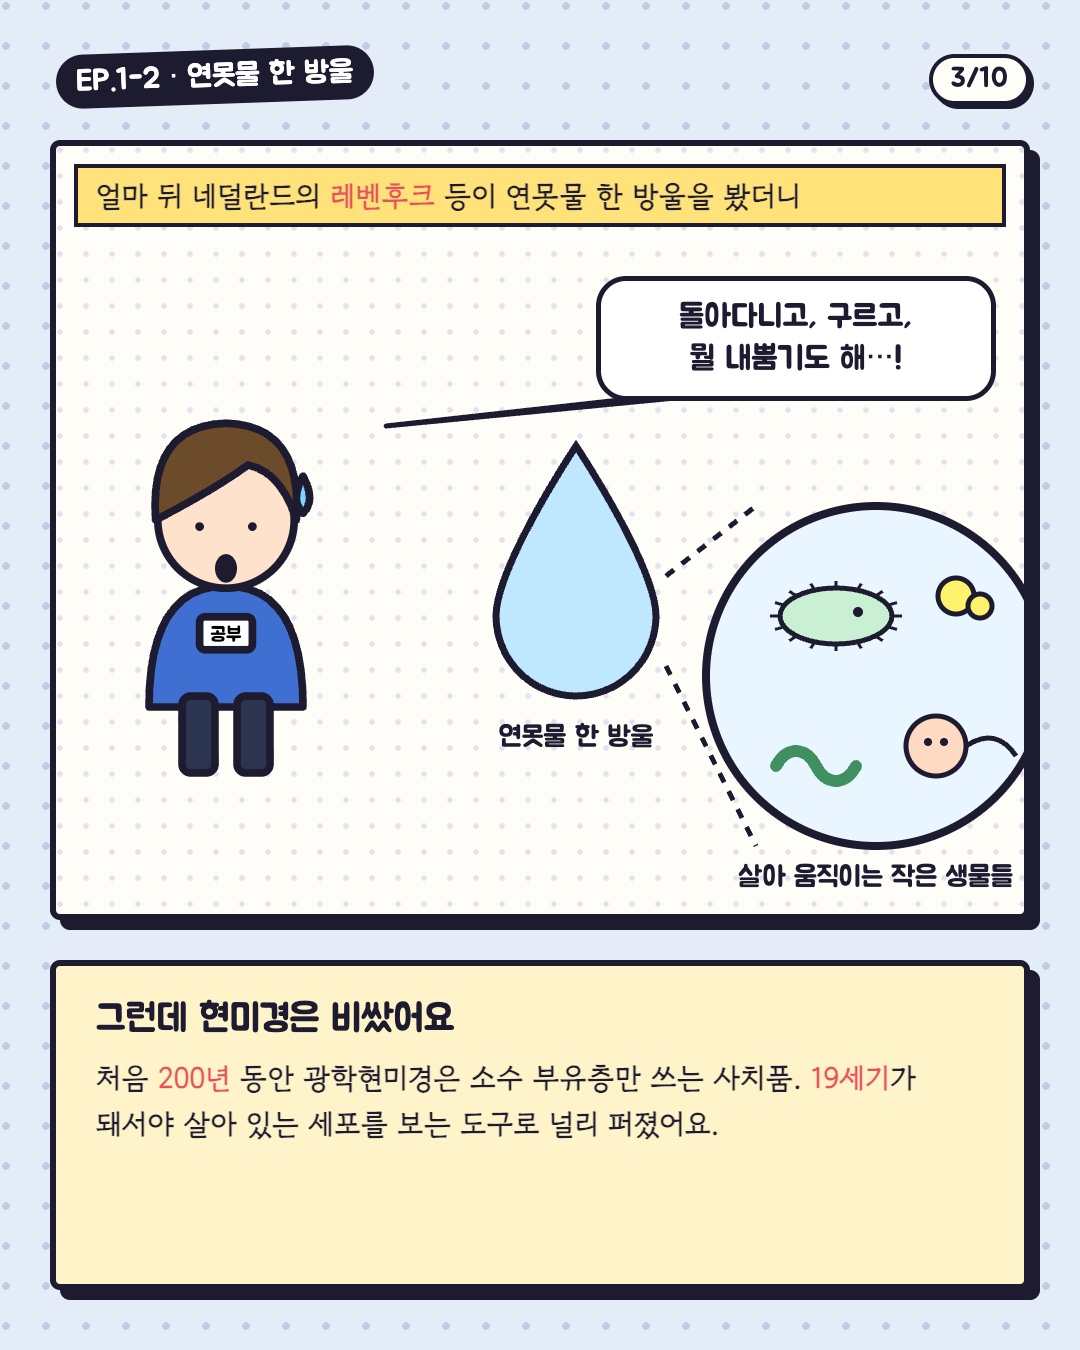 EP.1-2 · 연못물 한 방울
3/10
얼마 뒤 네덜란드의 레벤후크 등이 연못물 한 방울을 봤더니
돌아다니고, 구르고,
뭘 내뿜기도 해…!
공부
연못물 한 방울
살아 움직이는 작은 생물들
그런데 현미경은 비쌌어요
처음 200년 동안 광학현미경은 소수 부유층만 쓰는 사치품. 19세기가
돼서야 살아 있는 세포를 보는 도구로 널리 퍼졌어요.